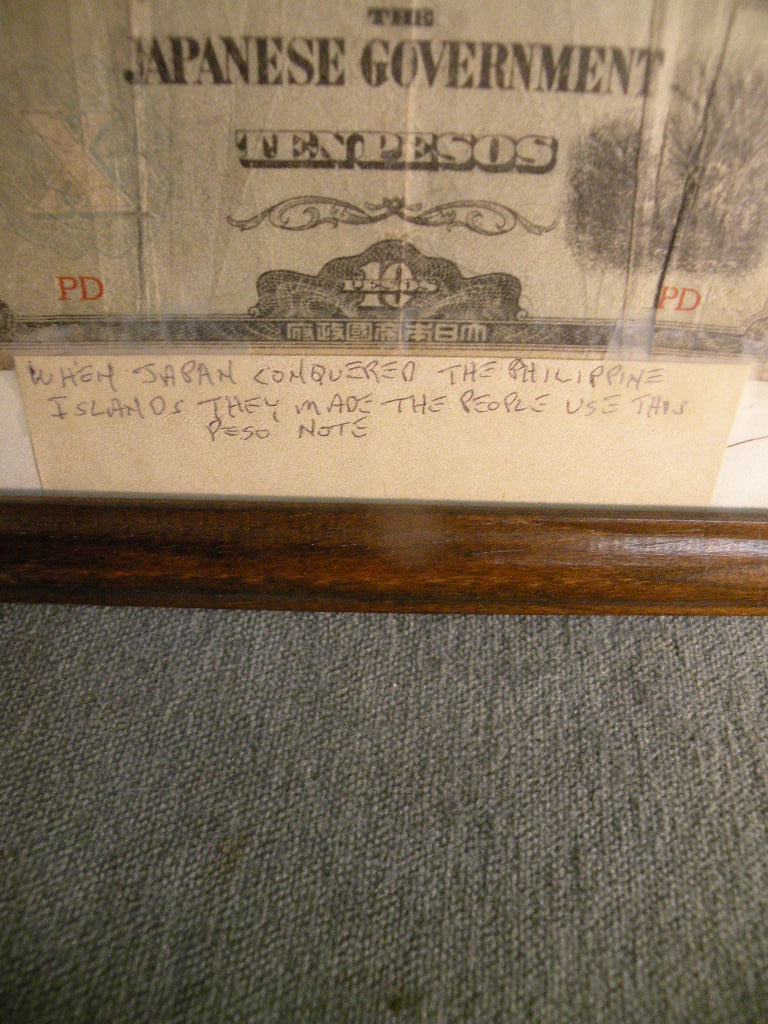 THE
JAPANESE GOVERNMENT
TEN PESOS
X
10
PESOS
PD PD
府政國帝本日大
WHEN JAPAN CONQUERED THE PHILIPPINE
ISLANDS THEY MADE THE PEOPLE USE THIS
PESO NOTE